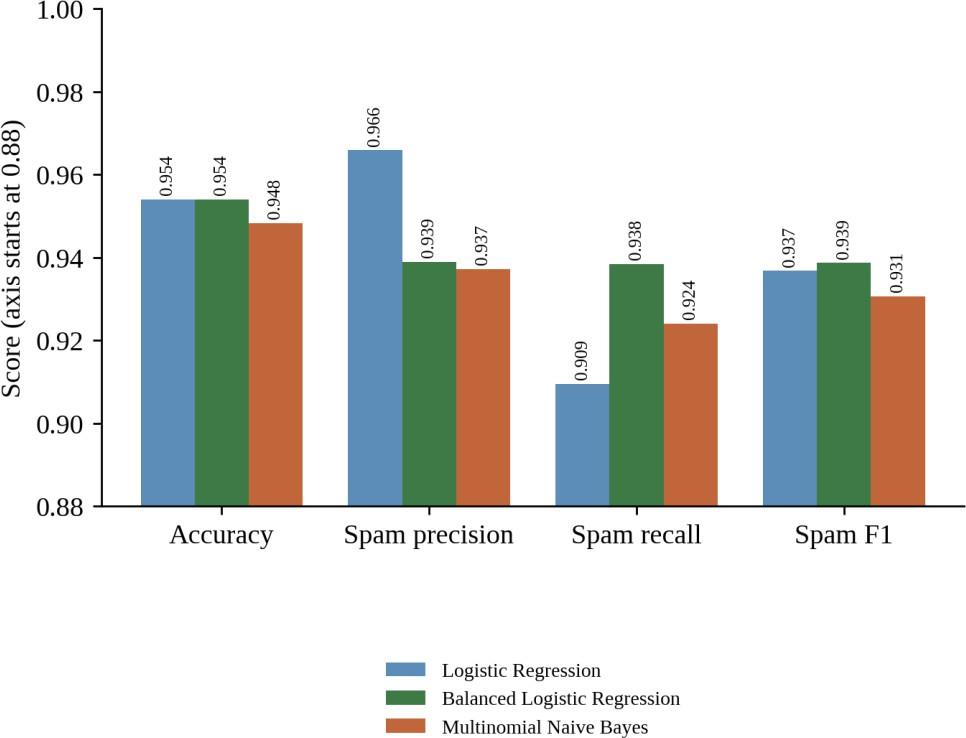 Score (axis starts at 0.88)
1.00
0.98
0.96
0.94
0.92
0.90
0.88
0.954
0.954
0.948
0.966
0.939
0.937
0.909
0.938
0.924
0.937
0.939
0.931
Accuracy
Spam precision
Spam recall
Spam F1
Logistic Regression
Balanced Logistic Regression
Multinomial Naive Bayes